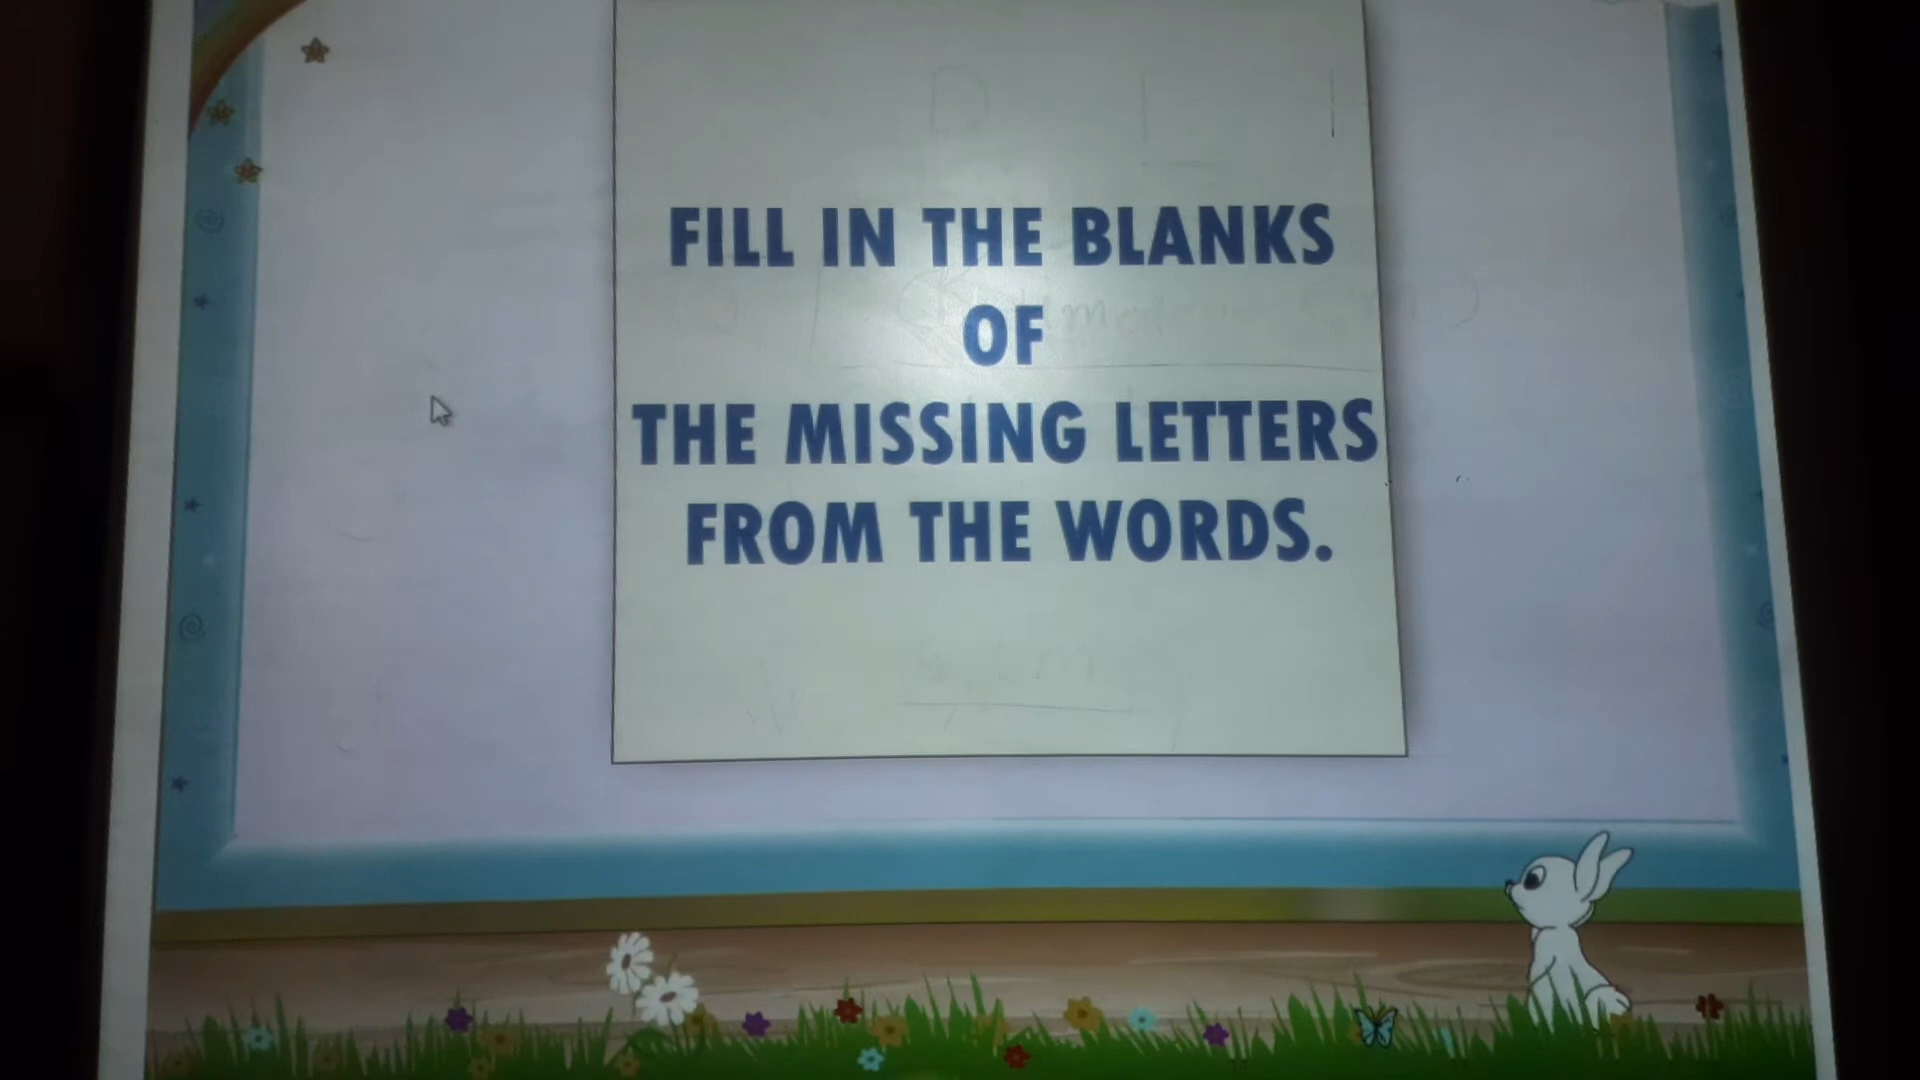 FILL IN THE BLANKS
OF
THE MISSING LETTERS
FROM THE WORDS.